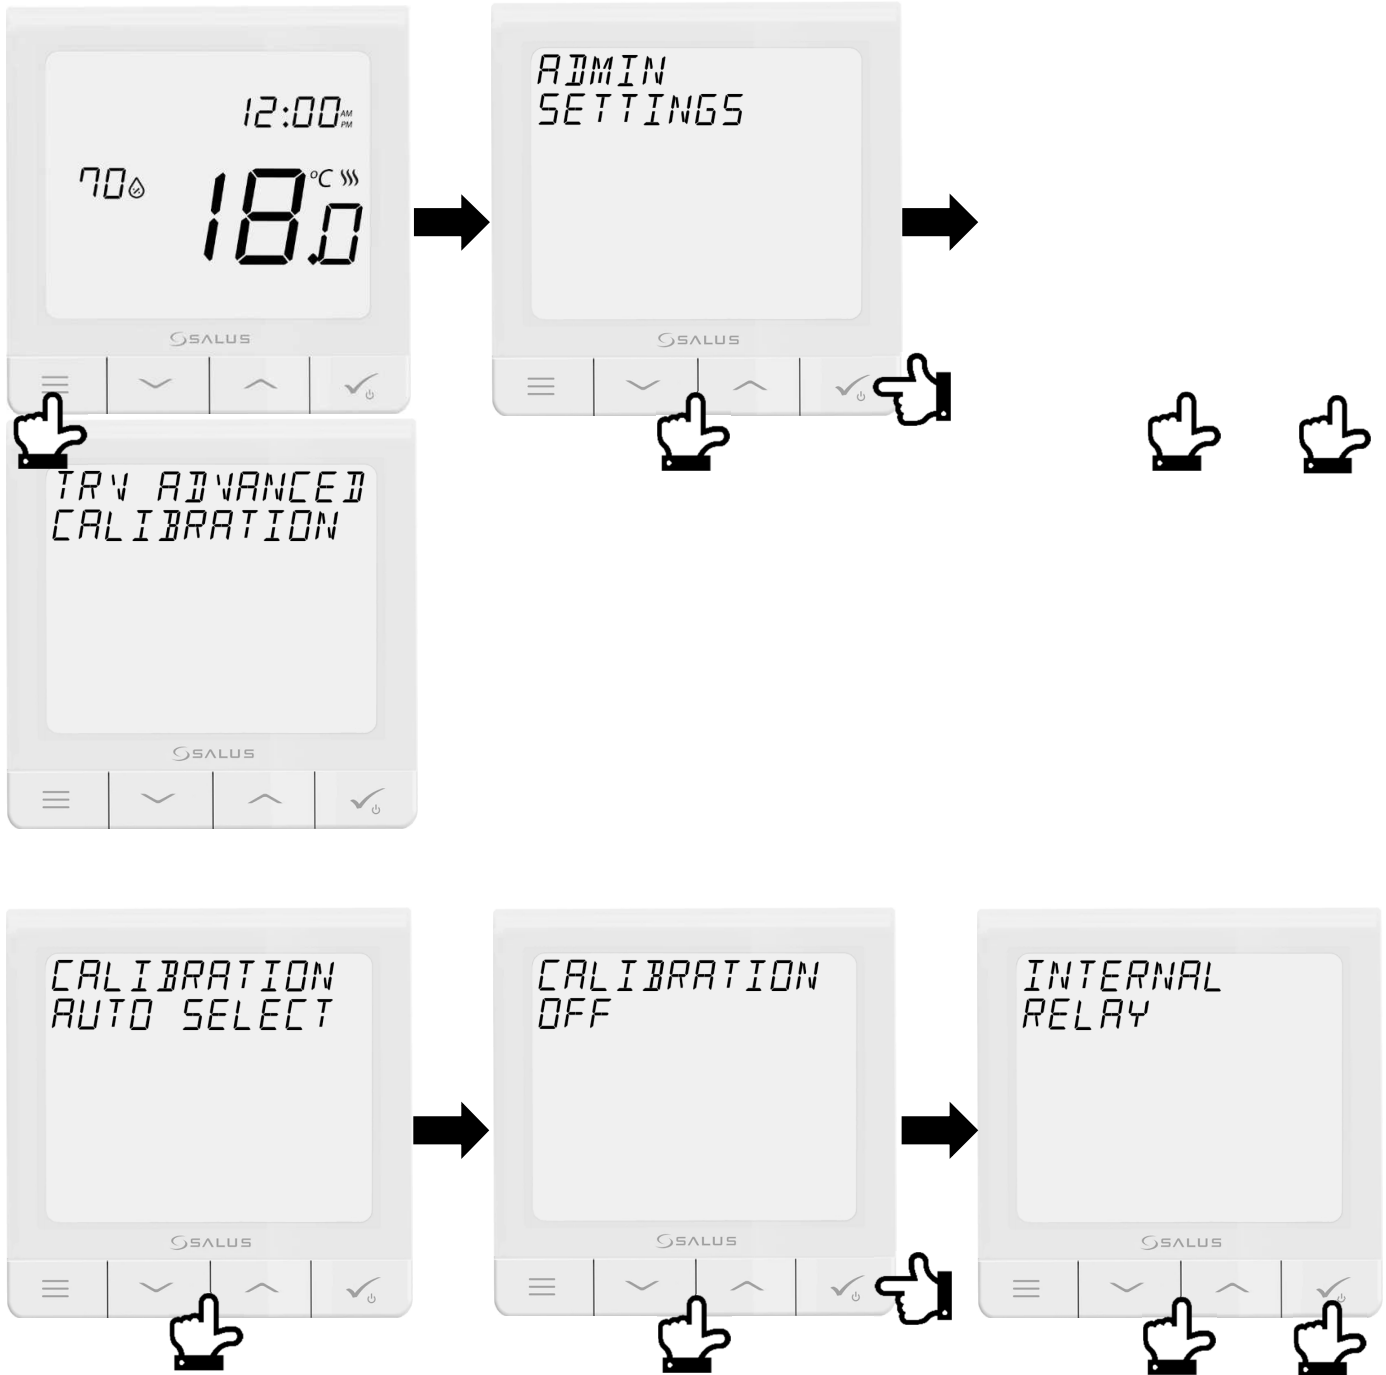 12:00 AM
PM
70 %
18.0 °C
SALUS
ADMIN
SETTINGS
SALUS
TRV ADVANCED
CALIBRATION
SALUS
CALIBRATION
AUTO SELECT
SALUS
CALIBRATION
OFF
SALUS
INTERNAL
RELAY
SALUS